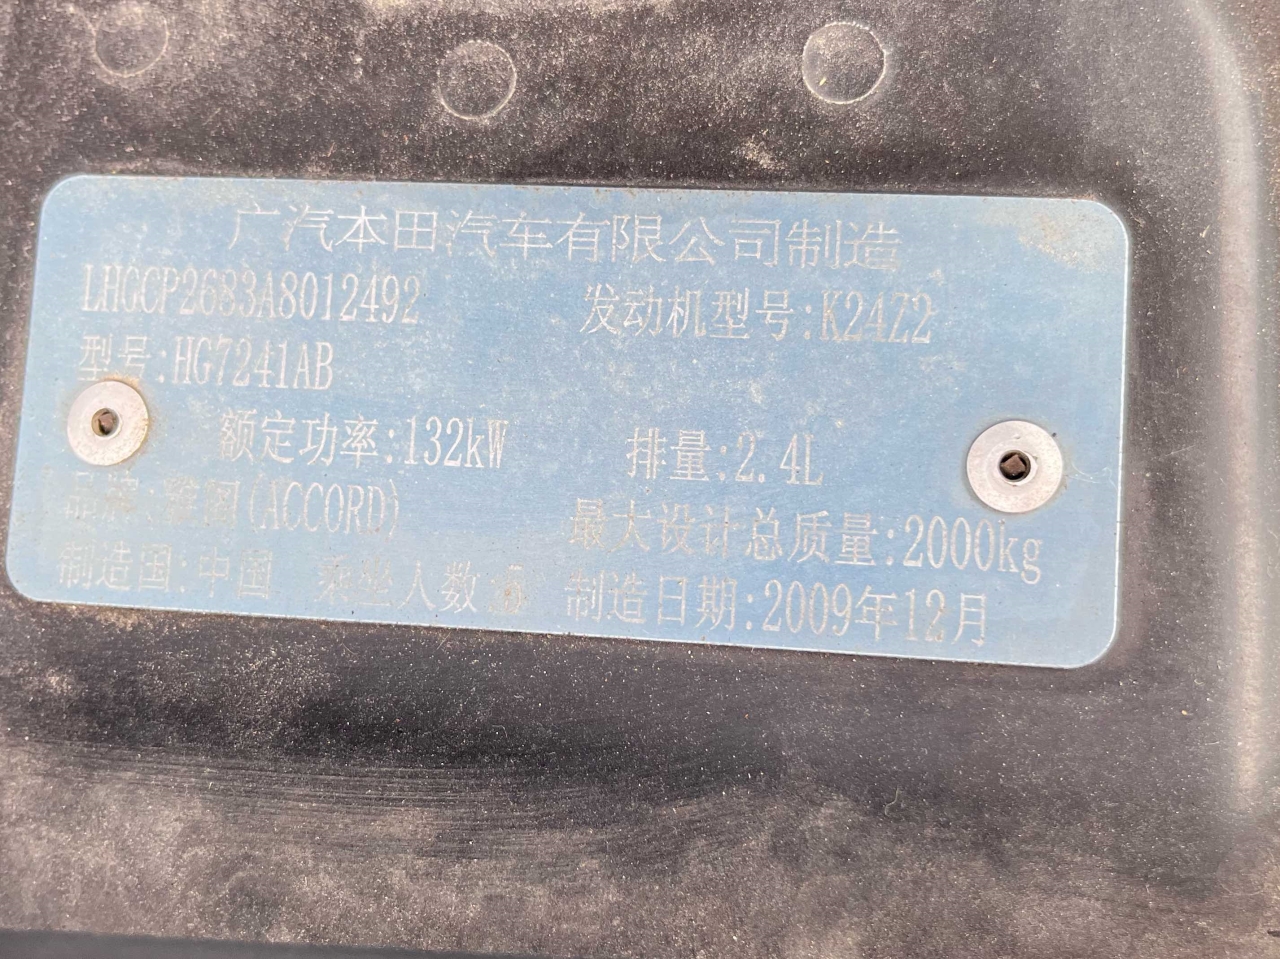 广汽本田汽车有限公司制造
LHGCP2683A8012492 发动机型号:K24Z2
型号:HG7241AB
额定功率:132kW 排量:2.4L
品牌:雅阁(ACCORD) 最大设计总质量:2000kg
制造国:中国 乘坐人数: 制造日期:2009年12月